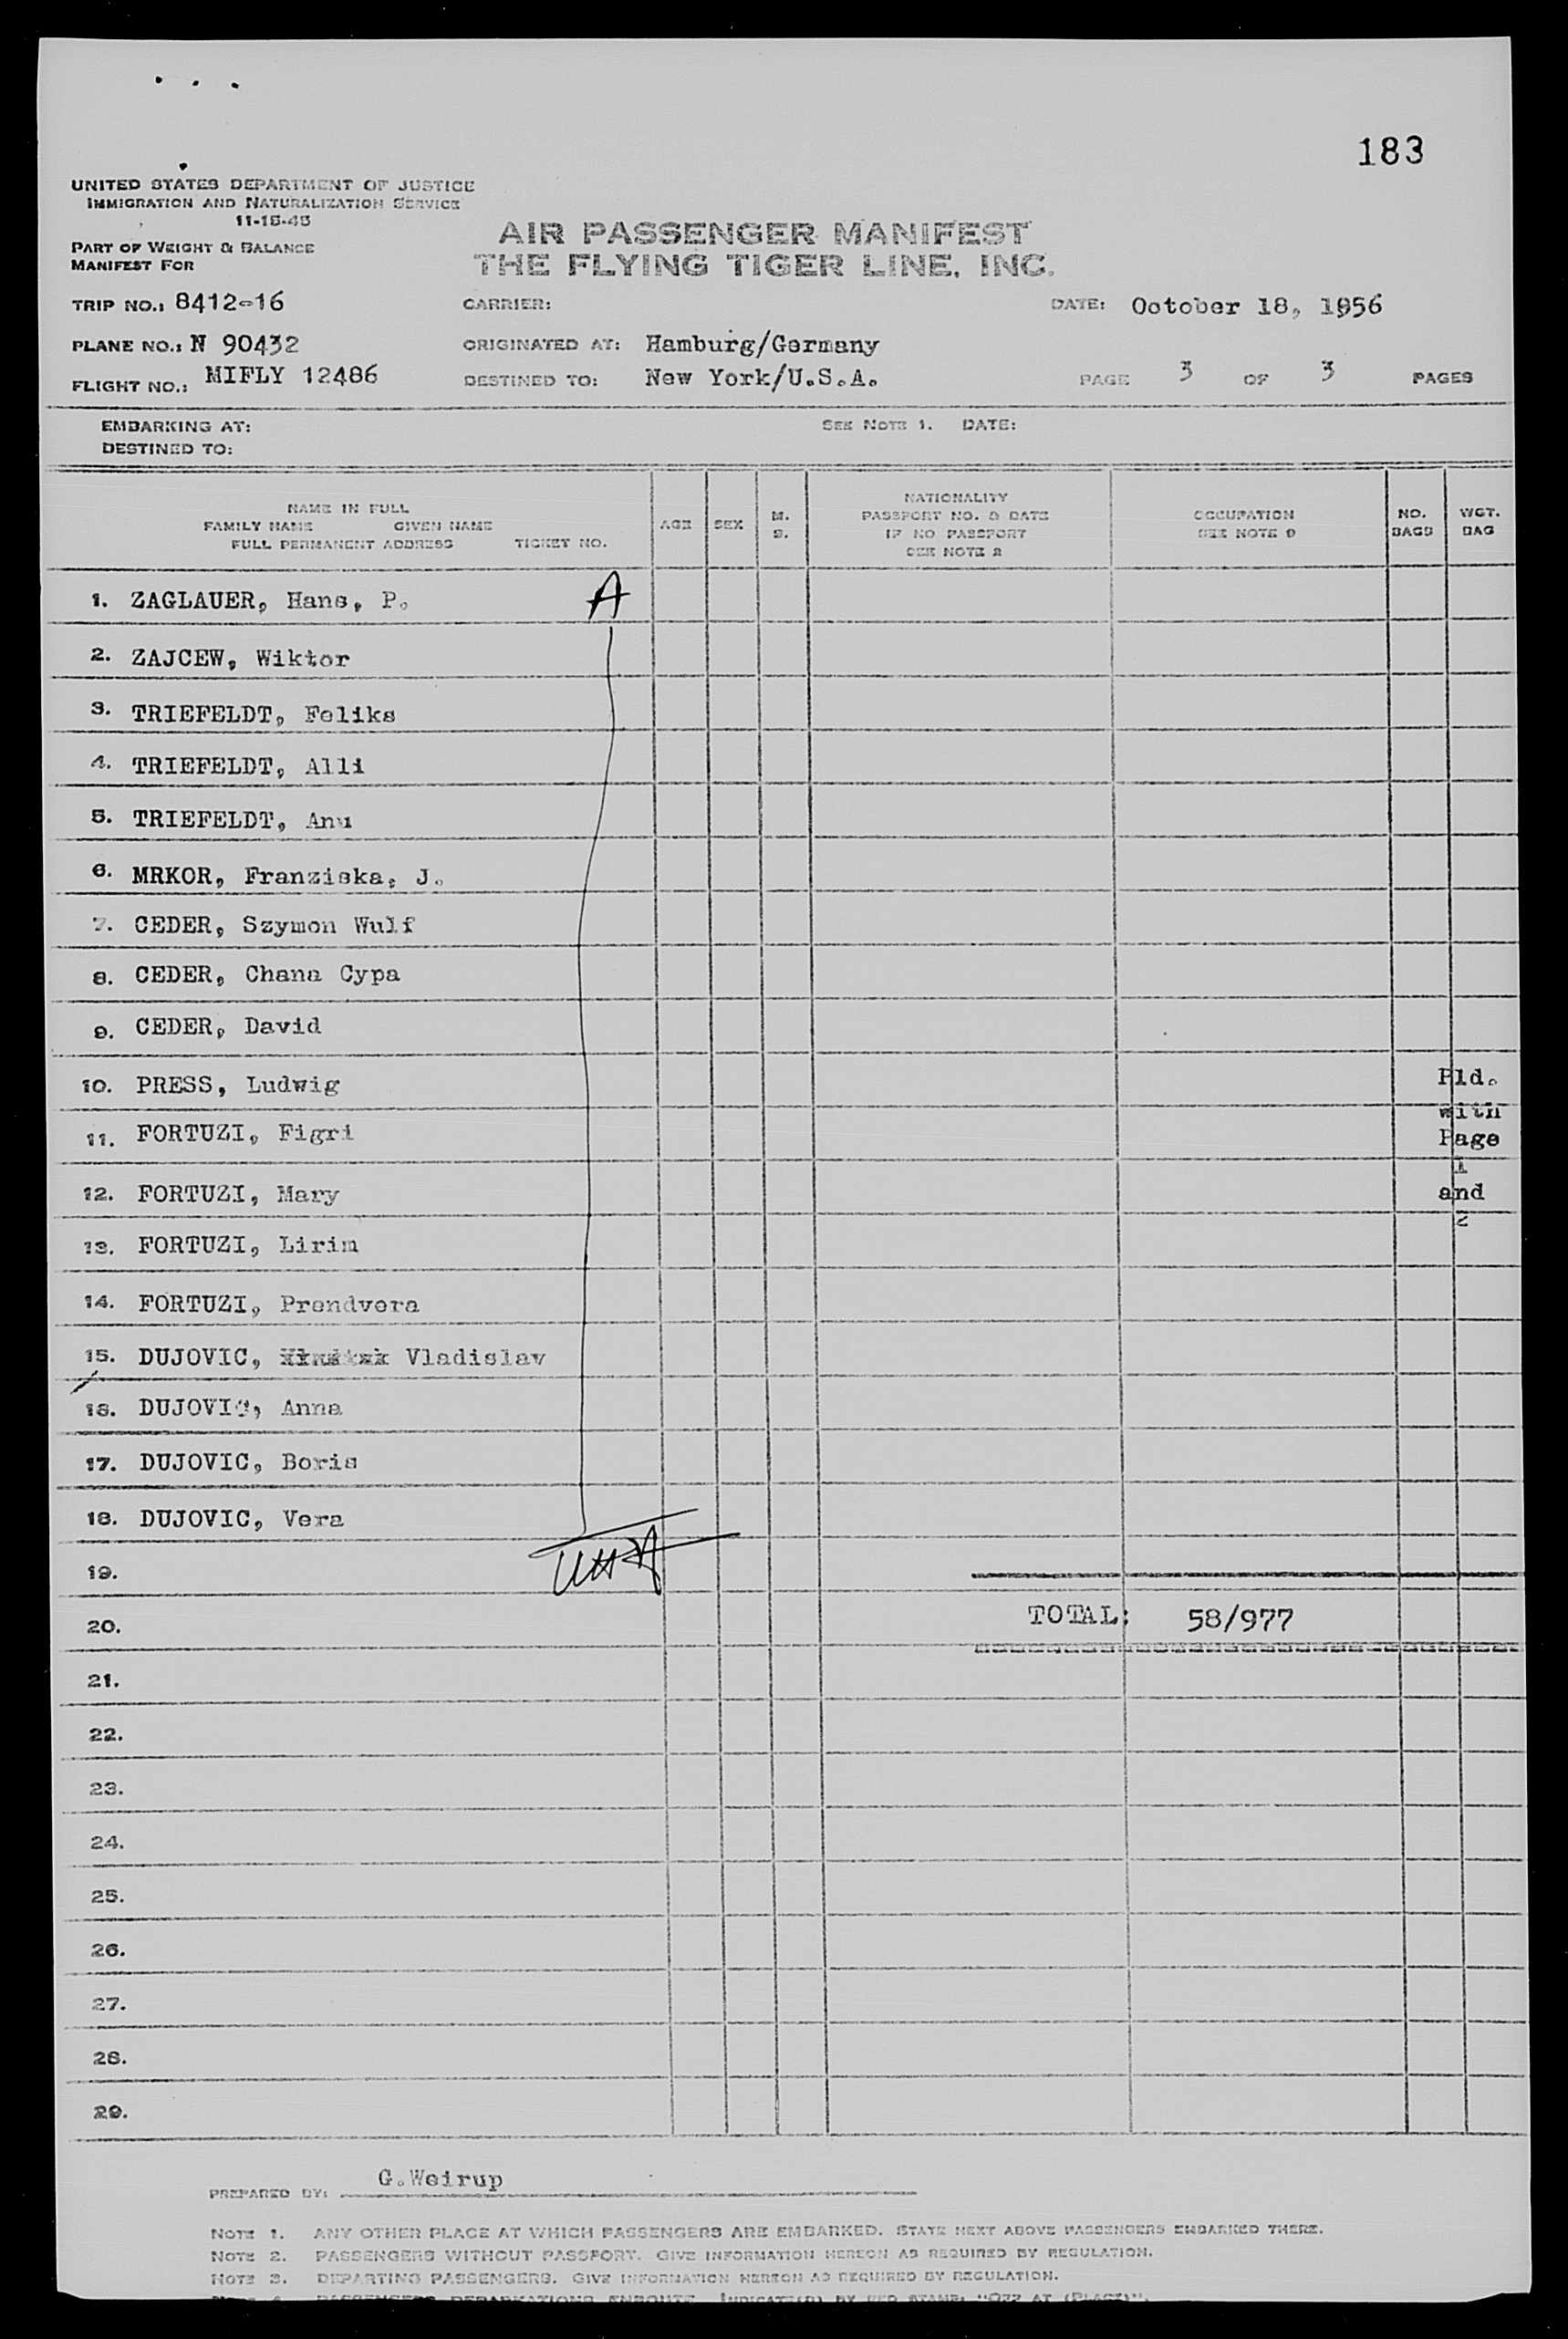 183
UNITED STATES DEPARTMENT OF JUSTICE
IMMIGRATION AND NATURALIZATION SERVICE
11-15-45
PART OF WEIGHT & BALANCE
MANIFEST FOR
AIR PASSENGER MANIFEST
THE FLYING TIGER LINE, INC.
TRIP NO.: 8412-16 CARRIER: DATE: October 18, 1956
PLANE NO.: N 90432 ORIGINATED AT: Hamburg/Germany
FLIGHT NO.: MIFLY 12486 DESTINED TO: New York/U.S.A. PAGE 3 OF 3 PAGES
EMBARKING AT: SEE NOTE 1. DATE:
DESTINED TO:
NAME IN FULL
FAMILY NAME GIVEN NAME
FULL PERMANENT ADDRESS TICKET NO.
AGE
SEX
M.
S.
NATIONALITY
PASSPORT NO. & DATE
IF NO PASSPORT
SEE NOTE 2
OCCUPATION
SEE NOTE
NO.
BAGS
WGT.
BAG
1. ZAGLAUER, Hans, P. A
2. ZAJCEW, Wiktor
3. TRIEFELDT, Feliks
4. TRIEFELDT, Alli
5. TRIEFELDT, Anu
6. MRKOR, Franziska, J.
7. CEDER, Szymon Wulf
8. CEDER, Chana Cypa
9. CEDER, David
10. PRESS, Ludwig Pld.
with
11. FORTUZI, Figri Page
1
12. FORTUZI, Mary and
2
13. FORTUZI, Lirim
14. FORTUZI, Prendvera
15. DUJOVIC, Vladislav
16. DUJOVIC, Anna
17. DUJOVIC, Boris
18. DUJOVIC, Vera
19.
20. TOTAL: 58/977
21.
22.
23.
24.
25.
26.
27.
28.
29.
PREPARED BY: G.Weirup
NOTE 1. ANY OTHER PLACE AT WHICH PASSENGERS ARE EMBARKED. STATE NEXT ABOVE PASSENGERS EMBARKED THERE.
NOTE 2. PASSENGERS WITHOUT PASSPORT. GIVE INFORMATION HEREON AS REQUIRED BY REGULATION.
NOTE 3. DEPARTING PASSENGERS. GIVE INFORMATION HEREON AS REQUIRED BY REGULATION.